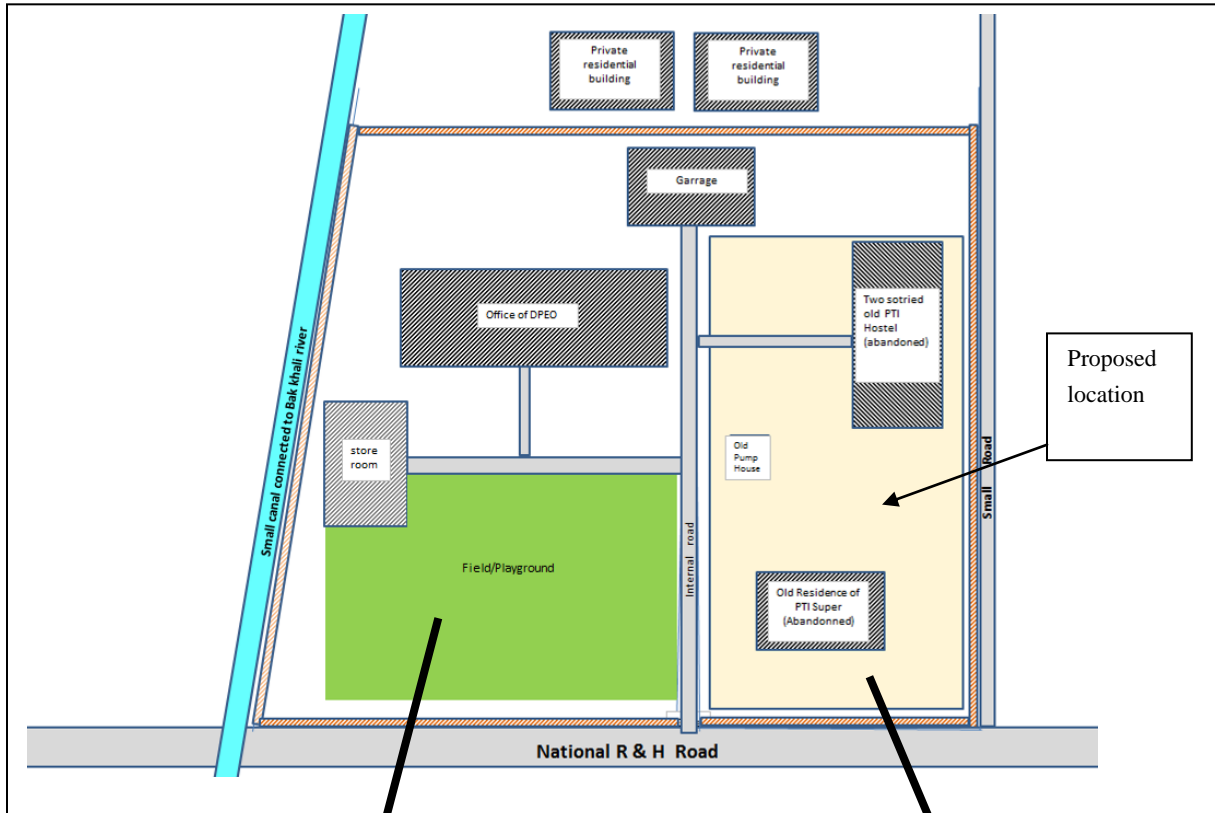 Private
residential
building
Private
residential
building
Garrage
Office of DPEO
Two sotried
old PTI
Hostel
(abandoned)
Proposed
location
Small canal connected to Bak khali river
store
room
Old
Pump
House
Small Road
Internal road
Field/Playground
Old Residence of
PTI Super
(Abandonned)
National R & H Road